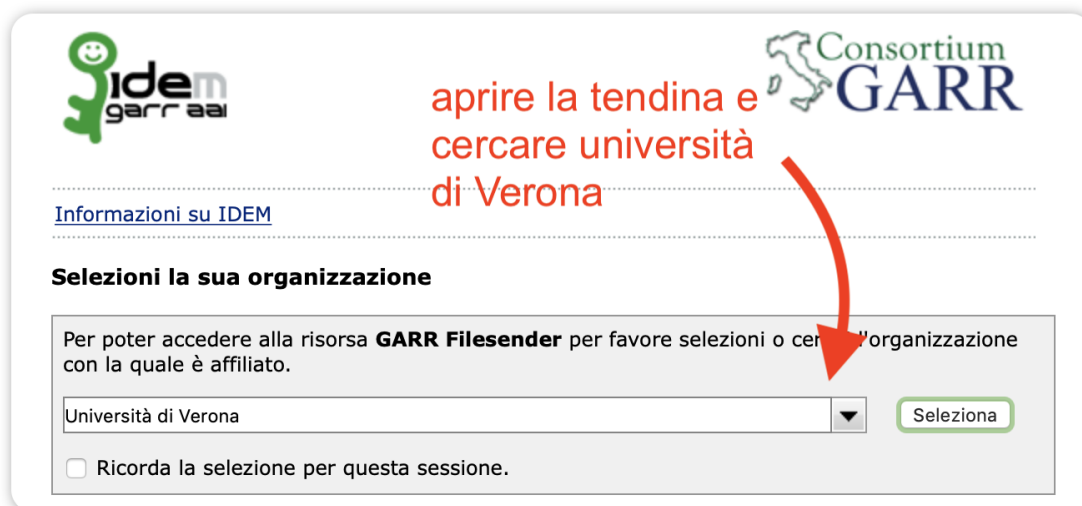 idem
garr aai
Consortium
GARR
aprire la tendina e
cercare università
di Verona
Informazioni su IDEM
Selezioni la sua organizzazione
Per poter accedere alla risorsa GARR Filesender per favore selezioni o l'organizzazione
con la quale è affiliato.
Università di Verona
Seleziona
Ricorda la selezione per questa sessione.